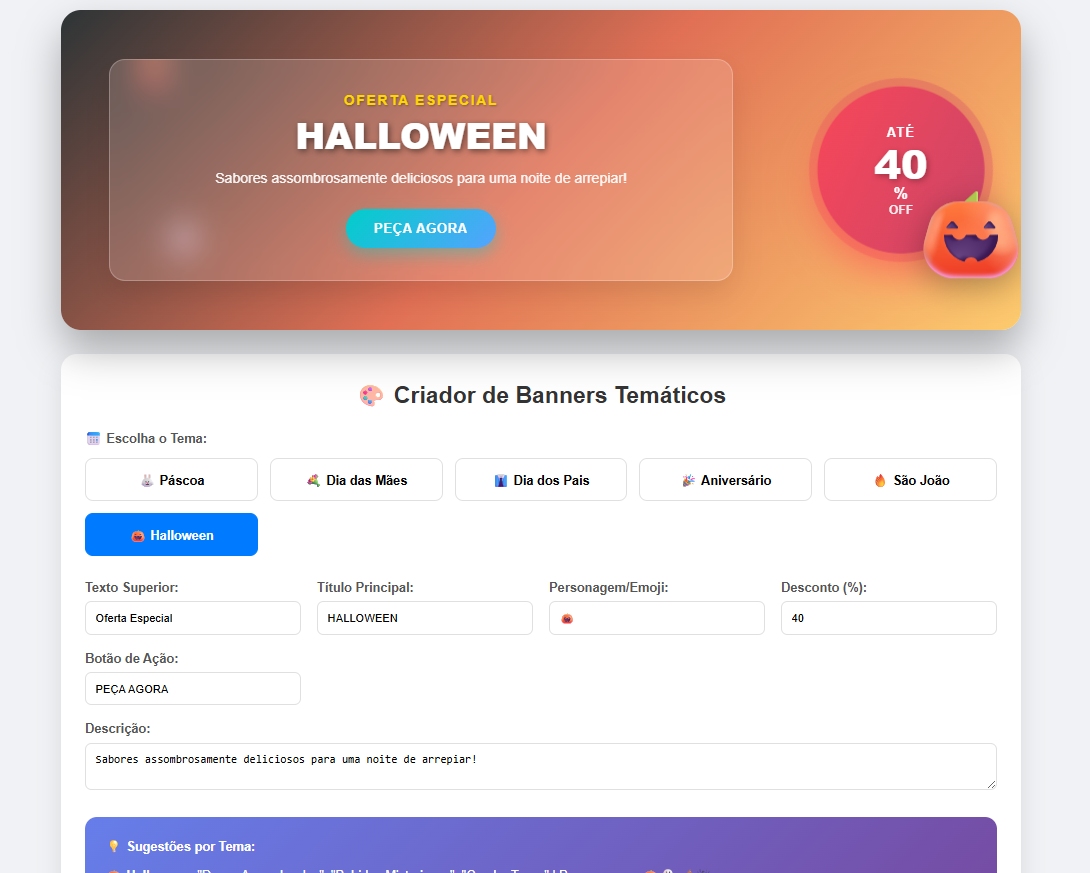 OFERTA ESPECIAL
HALLOWEEN
Sabores assombrosamente deliciosos para uma noite de arrepiar!
PEÇA AGORA
ATÉ
40
%
OFF
Criador de Banners Temáticos
Escolha o Tema:
Páscoa
Dia das Mães
Dia dos Pais
Aniversário
São João
Halloween
Texto Superior:
Título Principal:
Personagem/Emoji:
Desconto (%):
Oferta Especial
HALLOWEEN
40
Botão de Ação:
PEÇA AGORA
Descrição:
Sabores assombrosamente deliciosos para uma noite de arrepiar!
Sugestões por Tema: